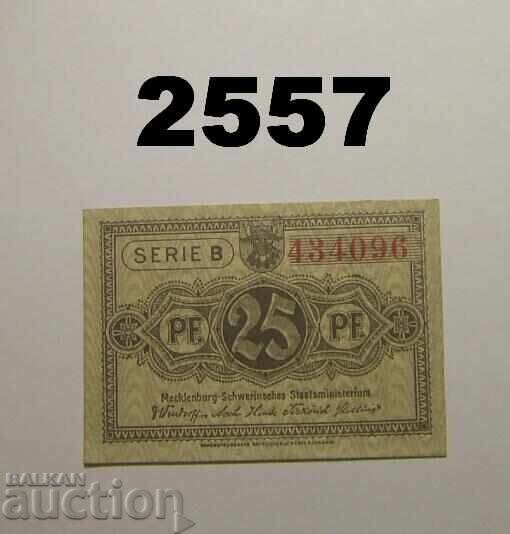 2557
SERIE B 434096
PF. 25 PF.
Mecklenburg-Schwerinsches Staatsministerium
BALKAN
auction